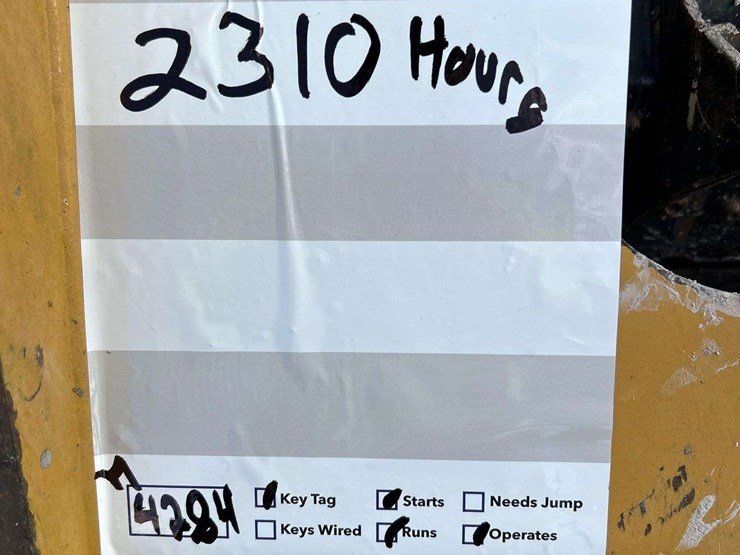 2310 Hours
4284
Key Tag Starts Needs Jump
Keys Wired Runs Operates